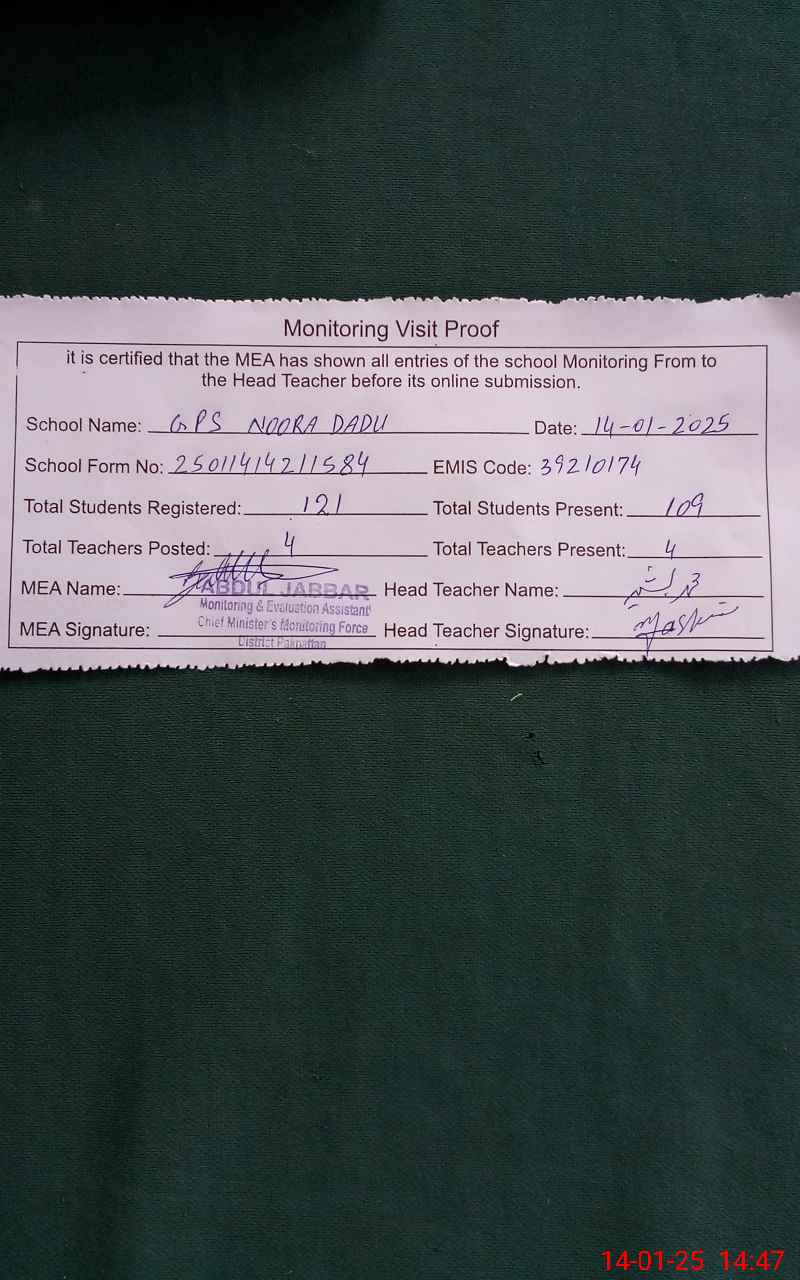 Monitoring Visit Proof
it is certified that the MEA has shown all entries of the school Monitoring From to
the Head Teacher before its online submission.
School Name: GPS NOORA DADU Date: 14-01-2025
School Form No: 25011414211584 EMIS Code: 39210174
Total Students Registered: 121 Total Students Present: 109
Total Teachers Posted: 4 Total Teachers Present: 4
MEA Name: ABDUL JABBAR Head Teacher Name: محمد بشیر
Monitoring & Evaluation Assistant
MEA Signature: Chief Minister's Monitoring Force Head Teacher Signature:
District Pakpattan
14-01-25 14:47